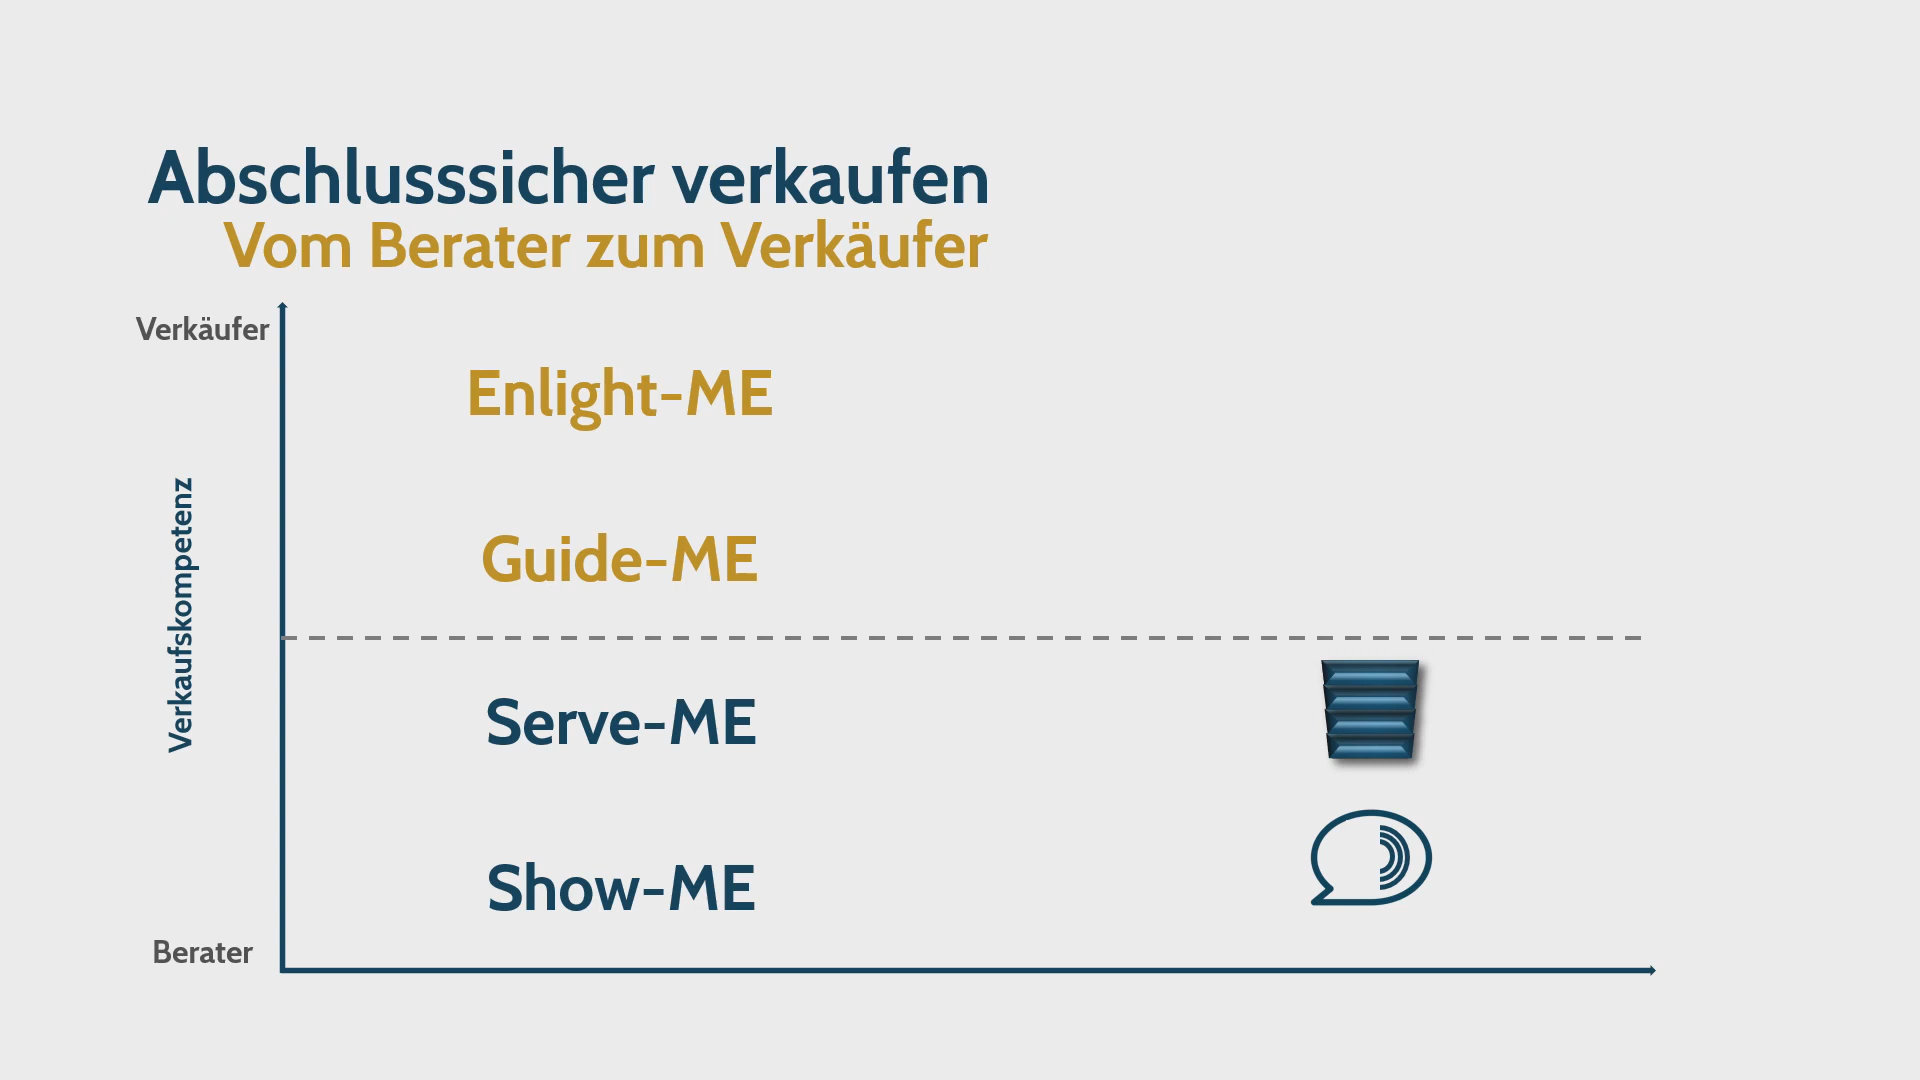 Abschlusssicher verkaufen
Vom Berater zum Verkäufer
Verkäufer
Enlight-ME
Guide-ME
Verkaufskompetenz
Serve-ME
Show-ME
Berater